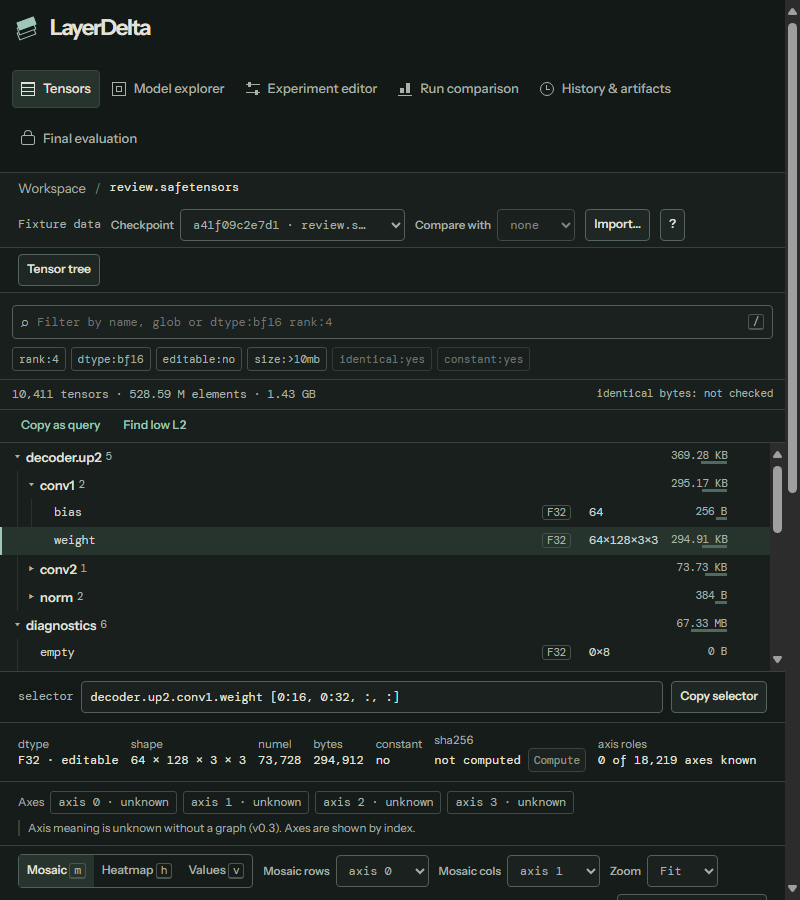 LayerDelta
Tensors Model explorer Experiment editor Run comparison History & artifacts
Final evaluation
Workspace / review.safetensors
Fixture data Checkpoint a41f09c2e7d1 · review.s… Compare with none Import… ?
Tensor tree
Filter by name, glob or dtype:bf16 rank:4 /
rank:4 dtype:bf16 editable:no size:>10mb identical:yes constant:yes
10,411 tensors · 528.59 M elements · 1.43 GB identical bytes: not checked
Copy as query Find low L2
decoder.up2 5 369.28 KB
conv1 2 295.17 KB
bias F32 64 256 B
weight F32 64×128×3×3 294.91 KB
conv2 1 73.73 KB
norm 2 384 B
diagnostics 6 67.33 MB
empty F32 0×8 0 B
selector decoder.up2.conv1.weight [0:16, 0:32, :, :] Copy selector
dtype shape numel bytes constant sha256 axis roles
F32 · editable 64 × 128 × 3 × 3 73,728 294,912 no not computed Compute 0 of 18,219 axes known
Axes axis 0 · unknown axis 1 · unknown axis 2 · unknown axis 3 · unknown
Axis meaning is unknown without a graph (v0.3). Axes are shown by index.
Mosaic m Heatmap h Values v Mosaic rows axis 0 Mosaic cols axis 1 Zoom Fit